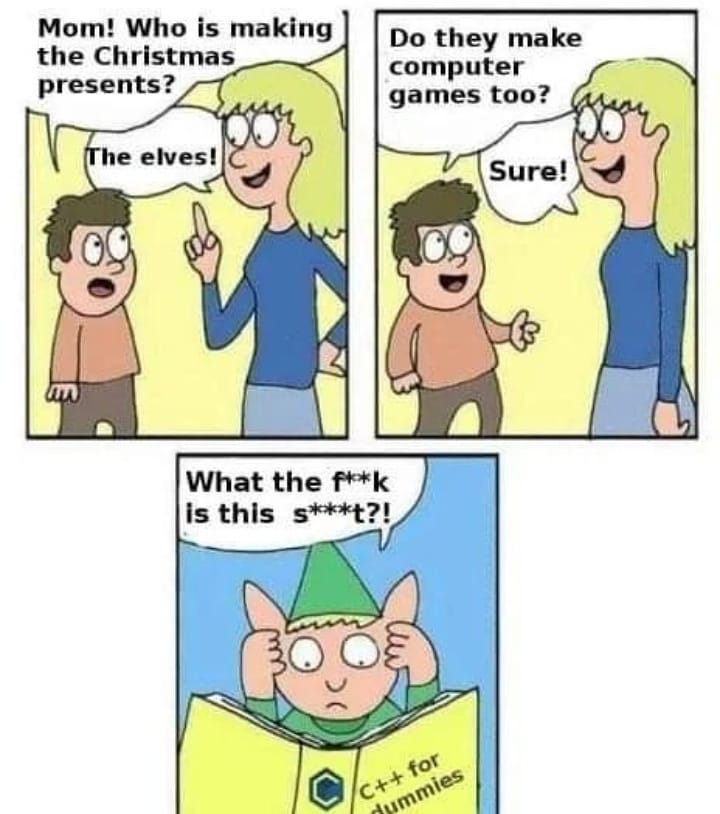 Mom! Who is making
the Christmas
presents?
The elves!
Do they make
computer
games too?
Sure!
What the f**k
is this s***t?!
C++ for
dummies